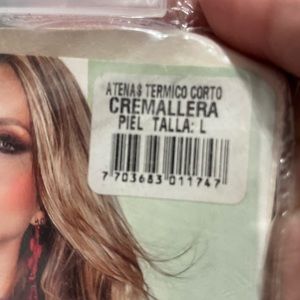 ATENAS TERMICO CORTO
CREMALLERA
PIEL TALLA: L
7 703683 011747